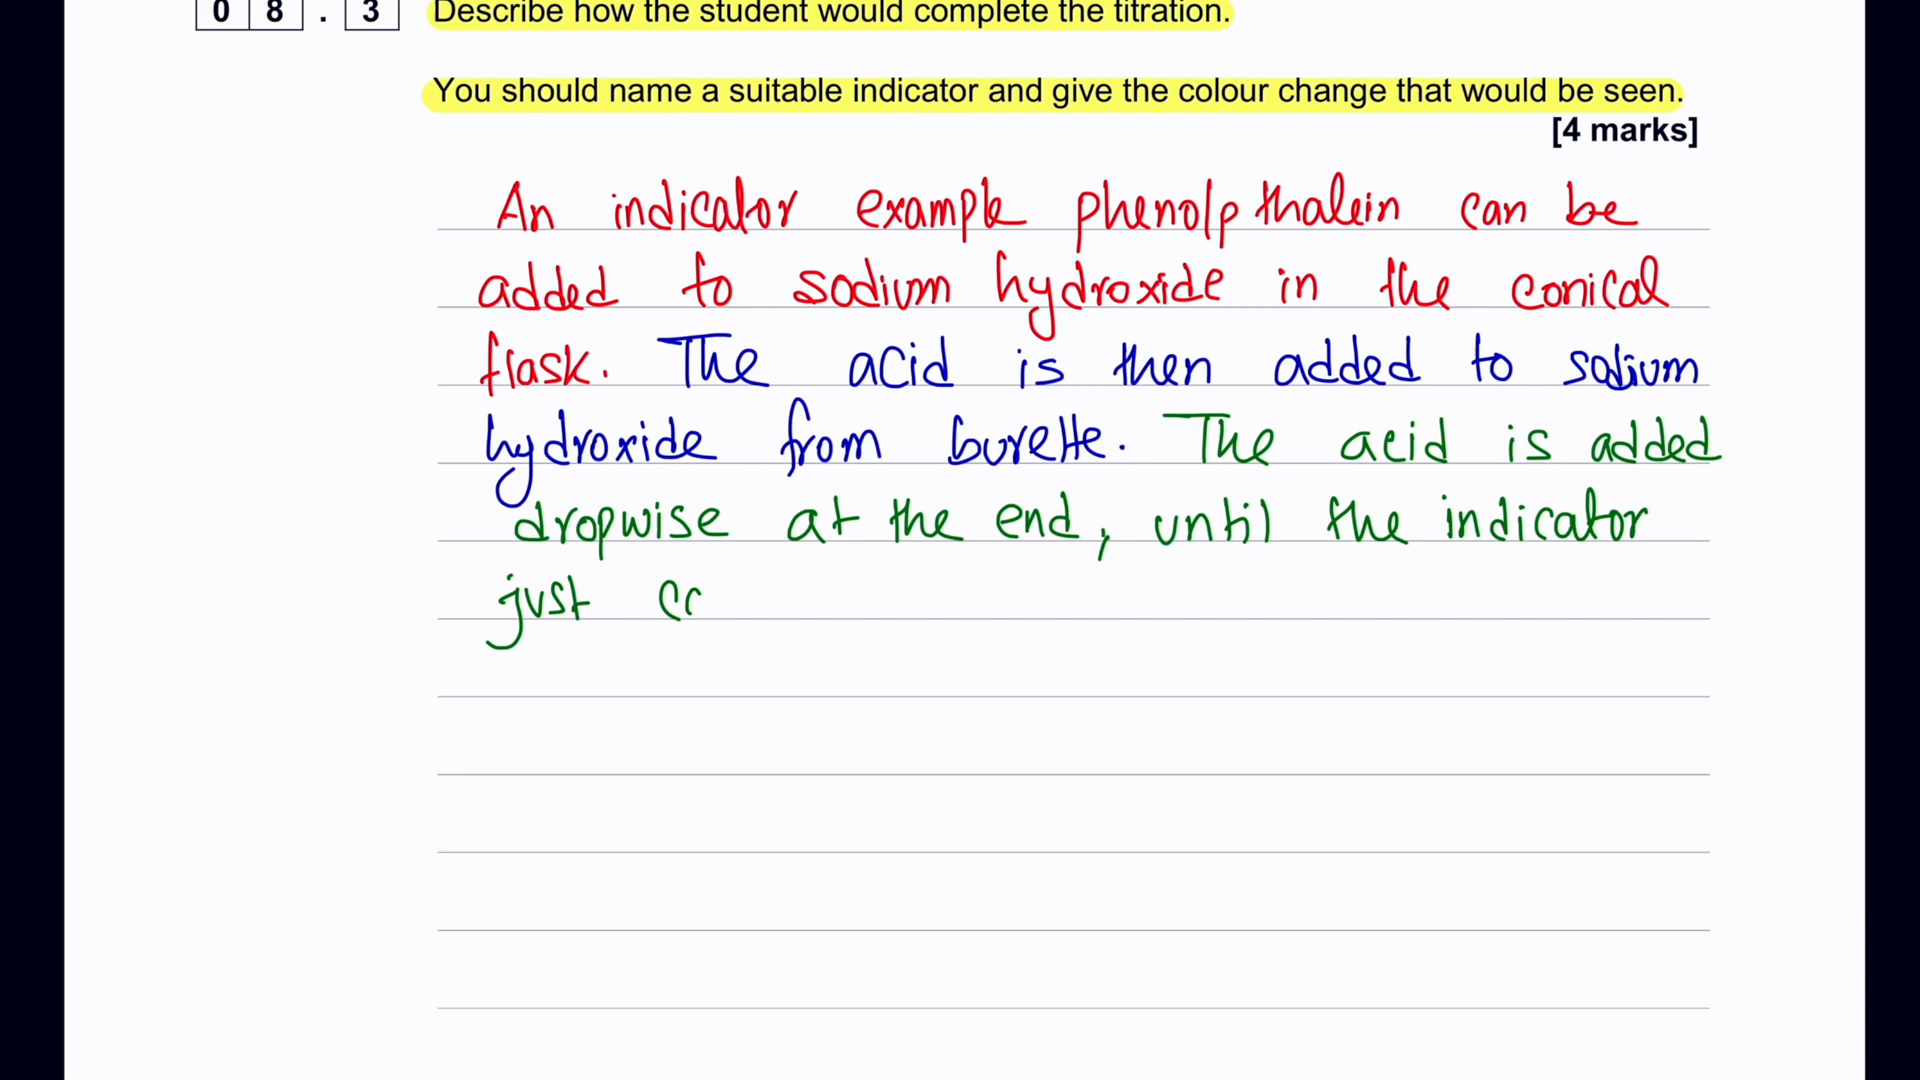 08.3 Describe how the student would complete the titration.
You should name a suitable indicator and give the colour change that would be seen.
[4 marks]
An indicator example phenolpthalein can be
added to sodium hydroxide in the conical
flask. The acid is then added to sodium
hydroxide from burette. The acid is added
dropwise at the end, until the indicator
just